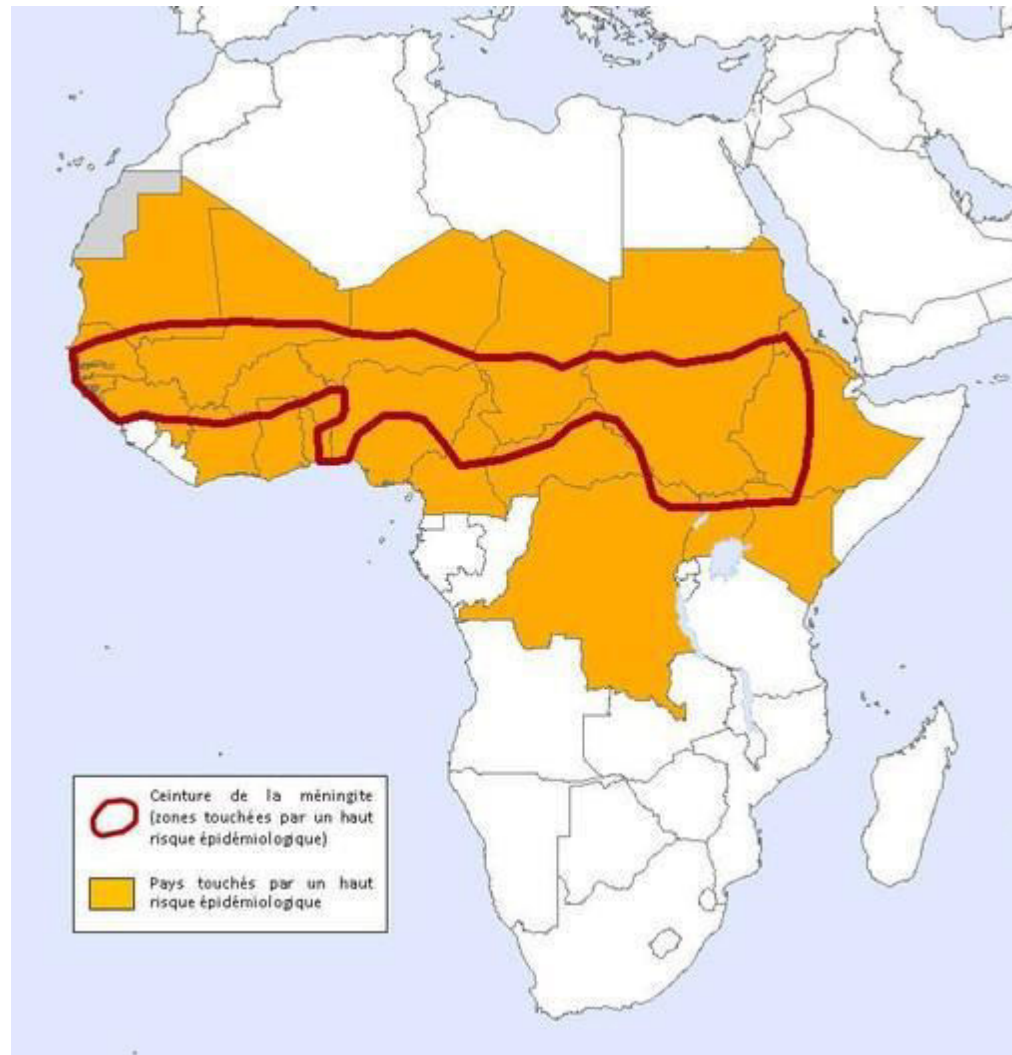 Ceinture de la méningite
(zones touchées par un haut
risque épidémiologique)
Pays touchés par un haut
risque épidémiologique